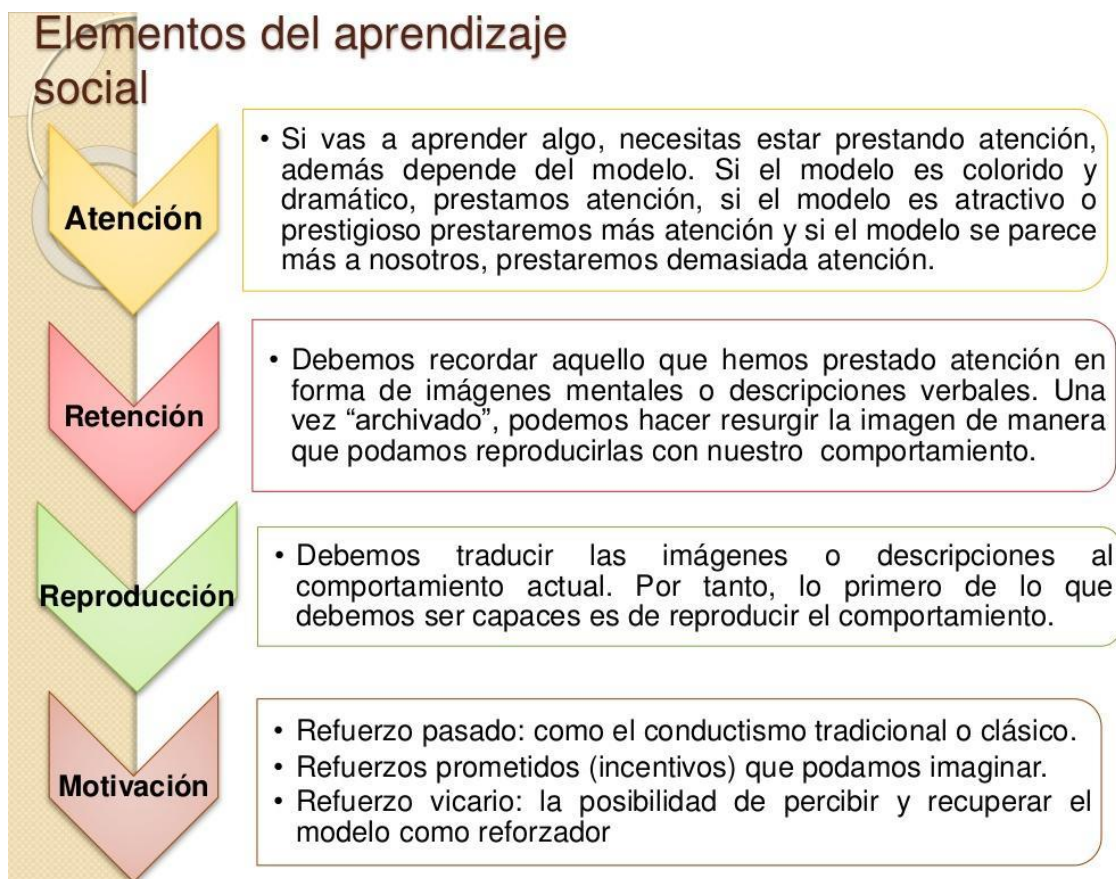 Elementos del aprendizaje
social
Atención
• Si vas a aprender algo, necesitas estar prestando atención,
además depende del modelo. Si el modelo es colorido y
dramático, prestamos atención, si el modelo es atractivo o
prestigioso prestaremos más atención y si el modelo se parece
más a nosotros, prestaremos demasiada atención.
Retención
• Debemos recordar aquello que hemos prestado atención en
forma de imágenes mentales o descripciones verbales. Una
vez “archivado”, podemos hacer resurgir la imagen de manera
que podamos reproducirlas con nuestro comportamiento.
Reproducción
• Debemos traducir las imágenes o descripciones al
comportamiento actual. Por tanto, lo primero de lo que
debemos ser capaces es de reproducir el comportamiento.
Motivación
• Refuerzo pasado: como el conductismo tradicional o clásico.
• Refuerzos prometidos (incentivos) que podamos imaginar.
• Refuerzo vicario: la posibilidad de percibir y recuperar el
modelo como reforzador